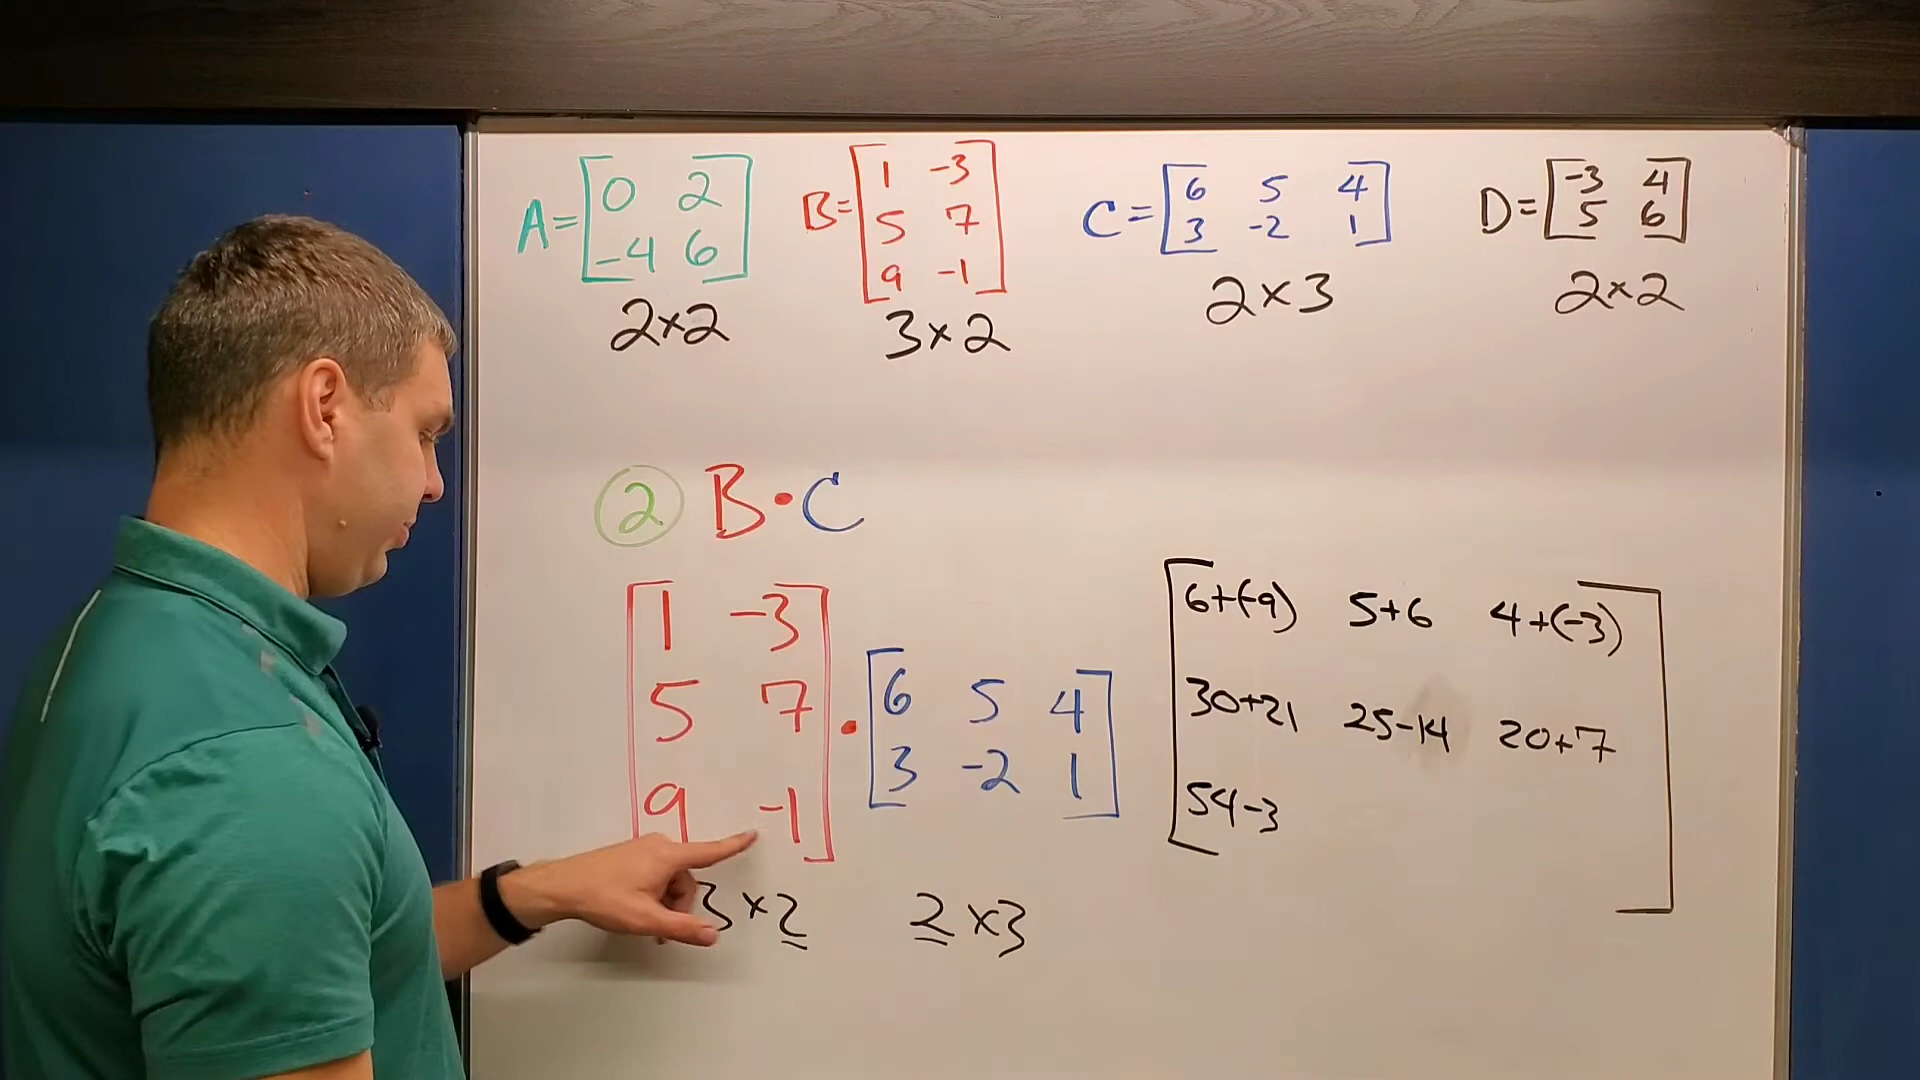 A = [0 2
-4 6]
2×2
B = [1 -3
5 7
9 -1]
3×2
C = [6 5 4
3 -2 1]
2×3
D = [-3 4
5 6]
2×2
② B·C
[1 -3
5 7
9 -1]
·
[6 5 4
3 -2 1]
3×2 2×3
[6+(-9) 5+6 4+(-3)
30+21 25-14 20+7
54-3]